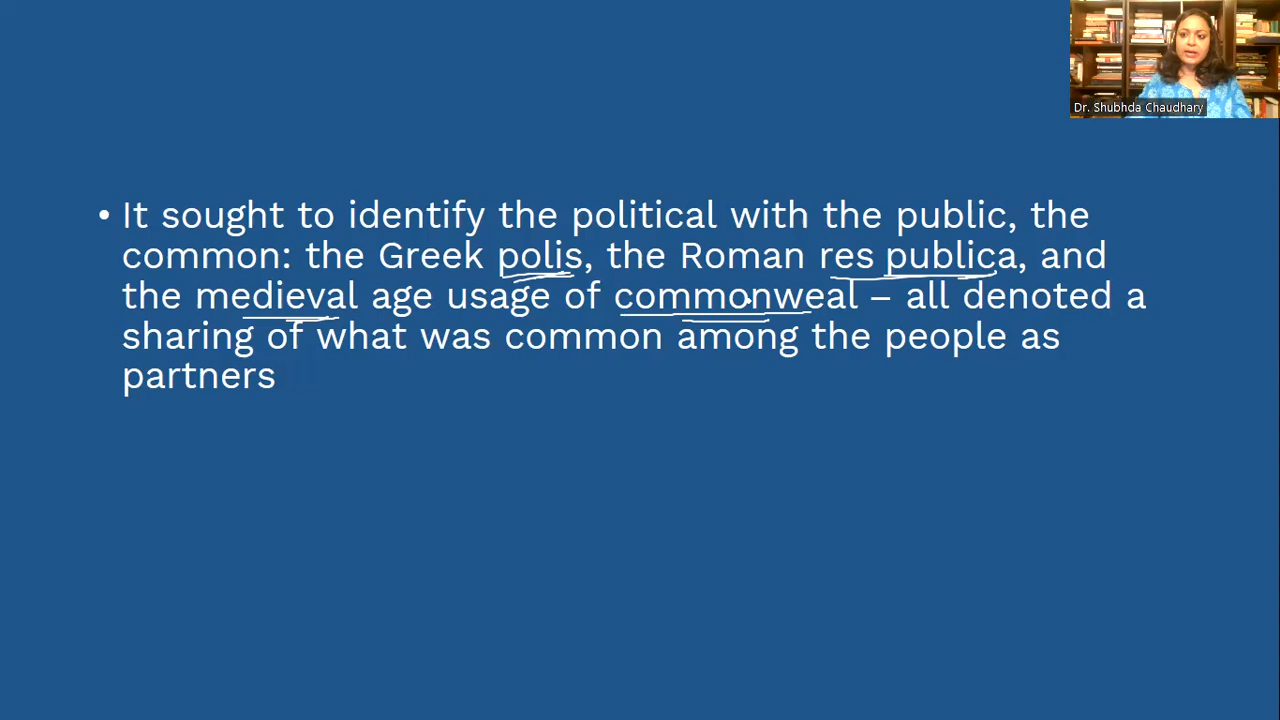 Dr. Shubhda Chaudhary
• It sought to identify the political with the public, the
common: the Greek polis, the Roman res publica, and
the medieval age usage of commonweal – all denoted a
sharing of what was common among the people as
partners